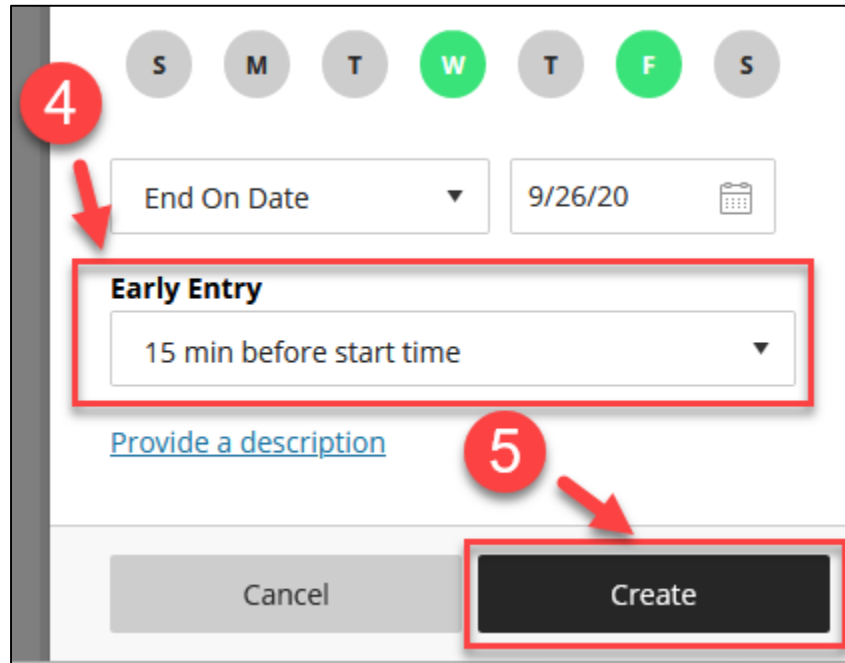 S M T W T F S
4
End On Date 9/26/20
Early Entry
15 min before start time
Provide a description
5
Cancel Create